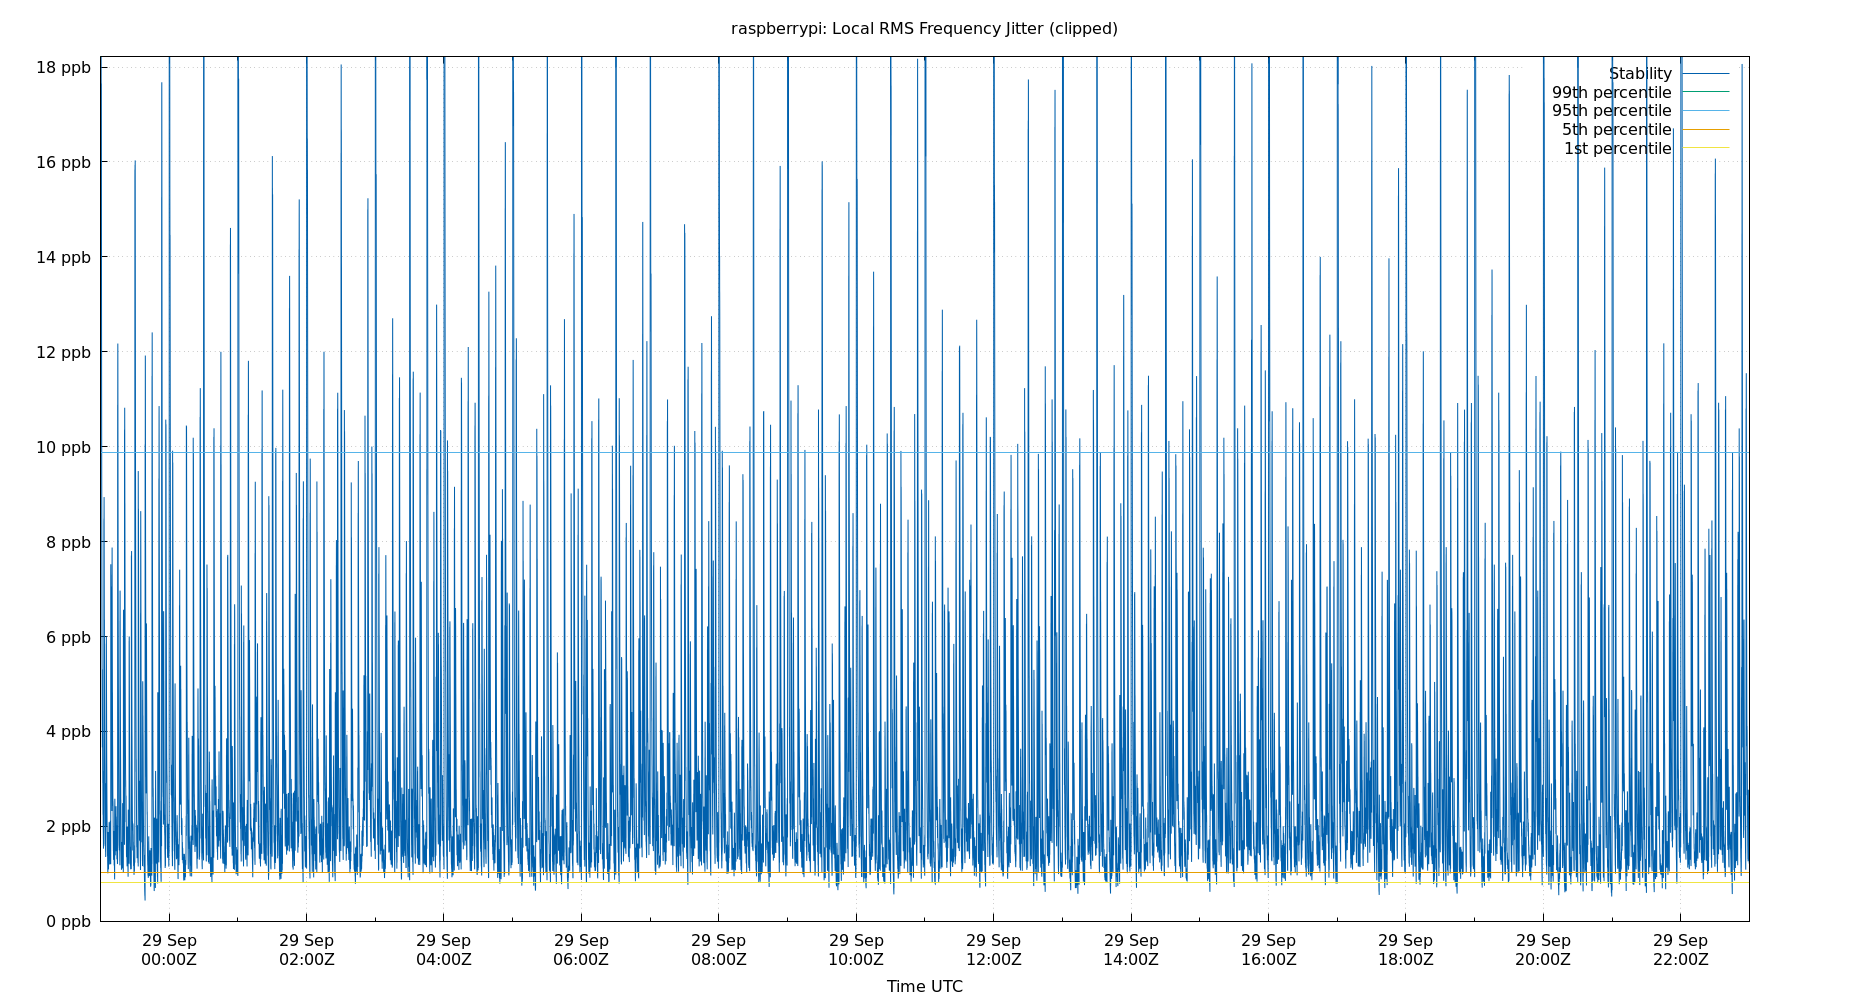 raspberrypi: Local RMS Frequency Jitter (clipped)
18 ppb
16 ppb
14 ppb
12 ppb
10 ppb
8 ppb
6 ppb
4 ppb
2 ppb
0 ppb
Stability
99th percentile
95th percentile
5th percentile
1st percentile
29 Sep 29 Sep 29 Sep 29 Sep 29 Sep 29 Sep 29 Sep 29 Sep 29 Sep 29 Sep 29 Sep 29 Sep
00:00Z 02:00Z 04:00Z 06:00Z 08:00Z 10:00Z 12:00Z 14:00Z 16:00Z 18:00Z 20:00Z 22:00Z
Time UTC